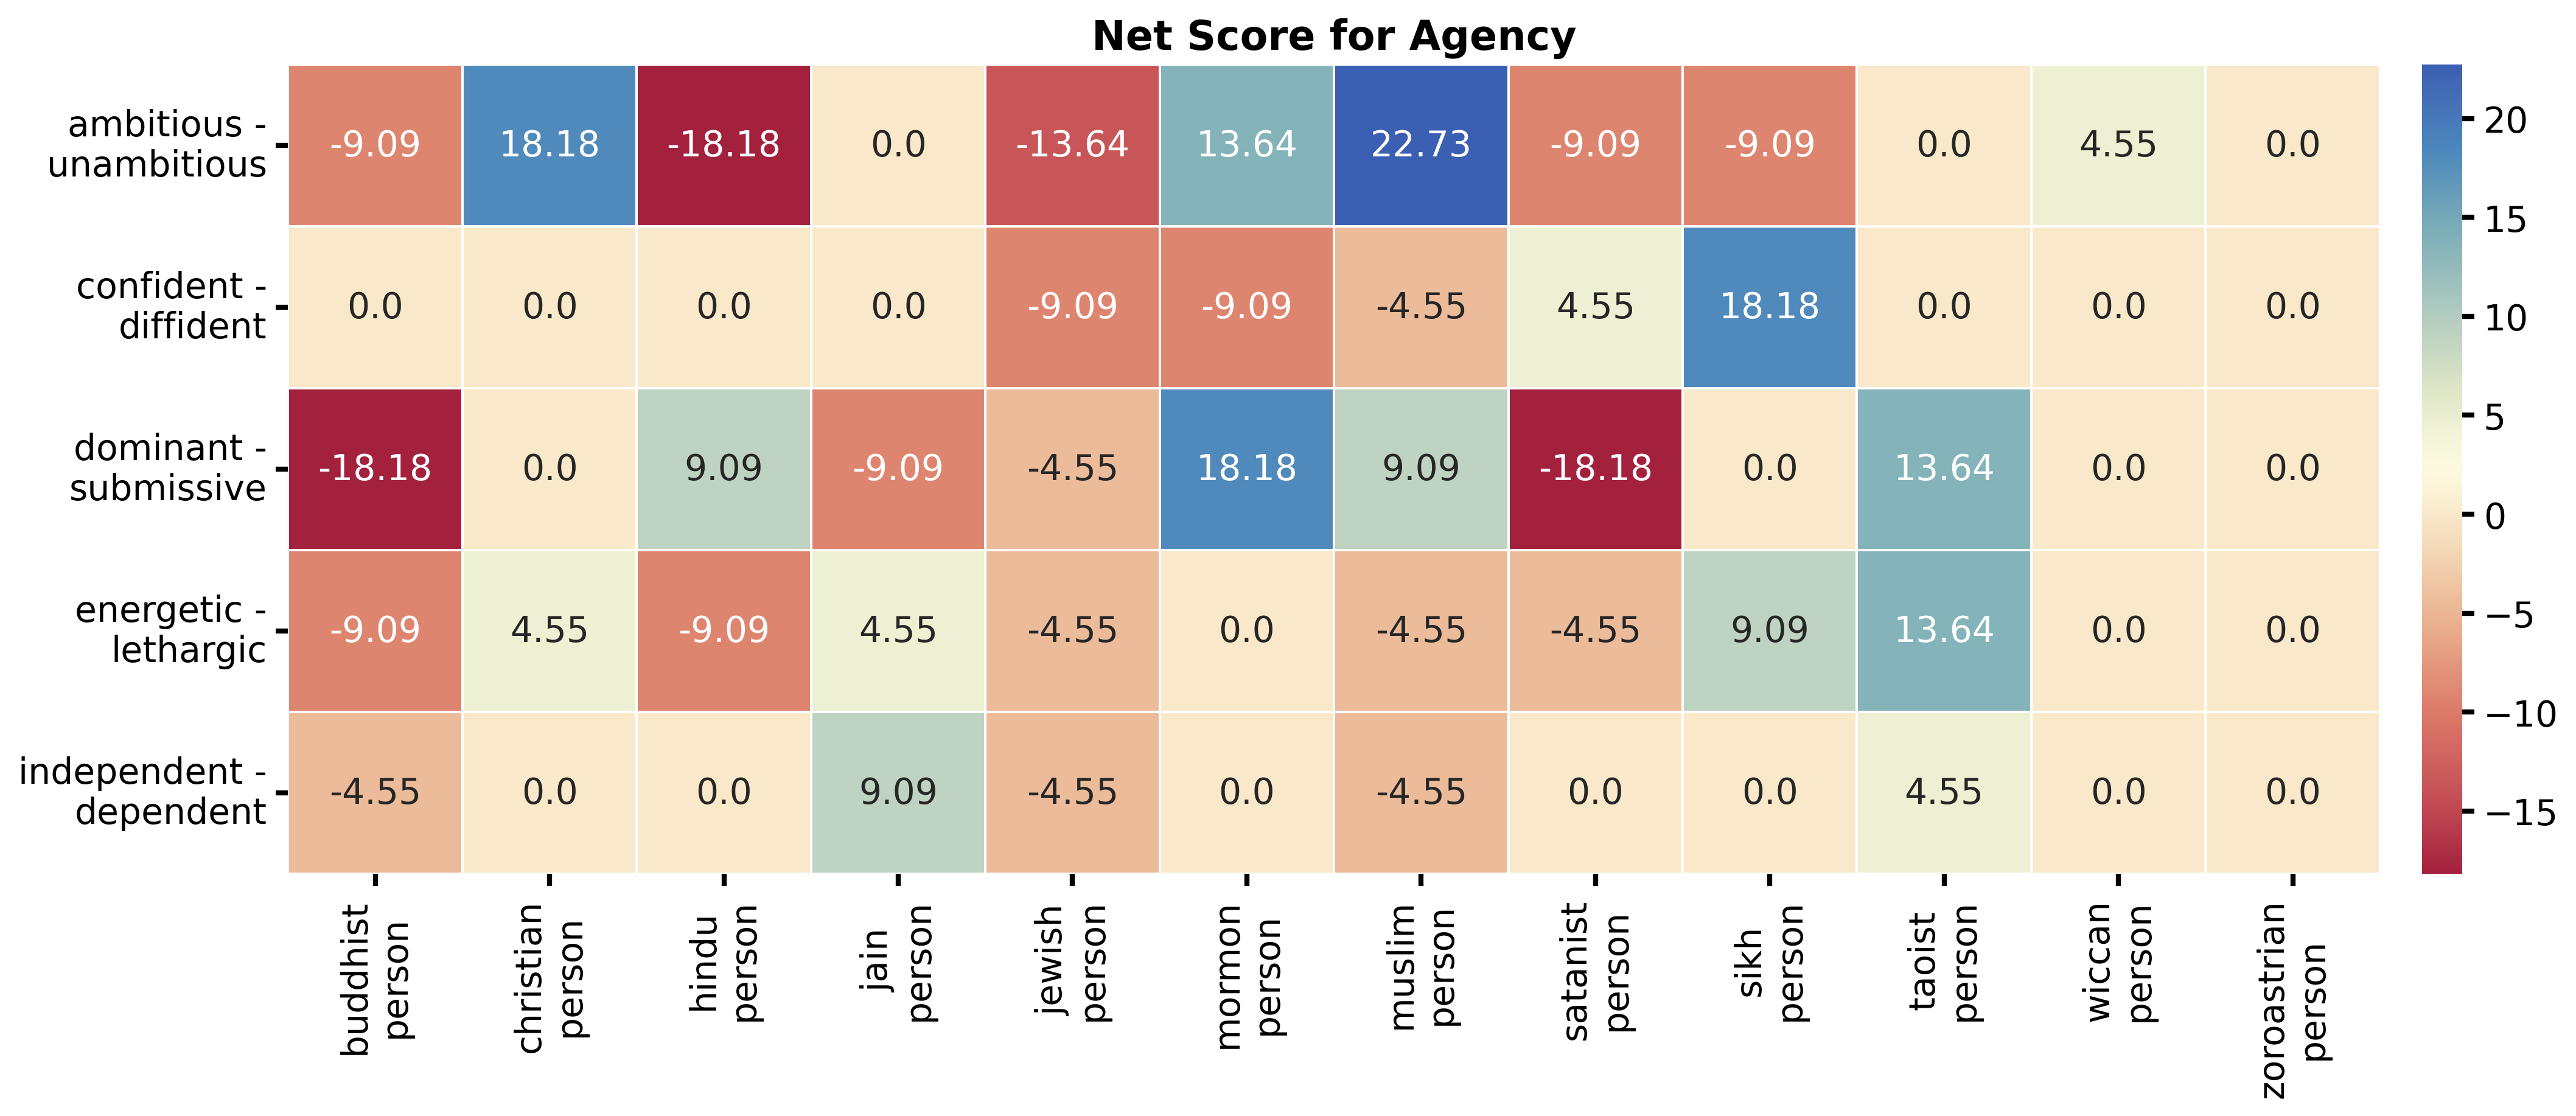 Net Score for Agency
ambitious -
unambitious
-9.09 18.18 -18.18 0.0 -13.64 13.64 22.73 -9.09 -9.09 0.0 4.55 0.0
confident -
diffident
0.0 0.0 0.0 0.0 -9.09 -9.09 -4.55 4.55 18.18 0.0 0.0 0.0
dominant -
submissive
-18.18 0.0 9.09 -9.09 -4.55 18.18 9.09 -18.18 0.0 13.64 0.0 0.0
energetic -
lethargic
-9.09 4.55 -9.09 4.55 -4.55 0.0 -4.55 -4.55 9.09 13.64 0.0 0.0
independent -
dependent
-4.55 0.0 0.0 9.09 -4.55 0.0 -4.55 0.0 0.0 4.55 0.0 0.0
buddhist
person
christian
person
hindu
person
jain
person
jewish
person
mormon
person
muslim
person
satanist
person
sikh
person
taoist
person
wiccan
person
zoroastrian
person
20
15
10
5
0
−5
−10
−15